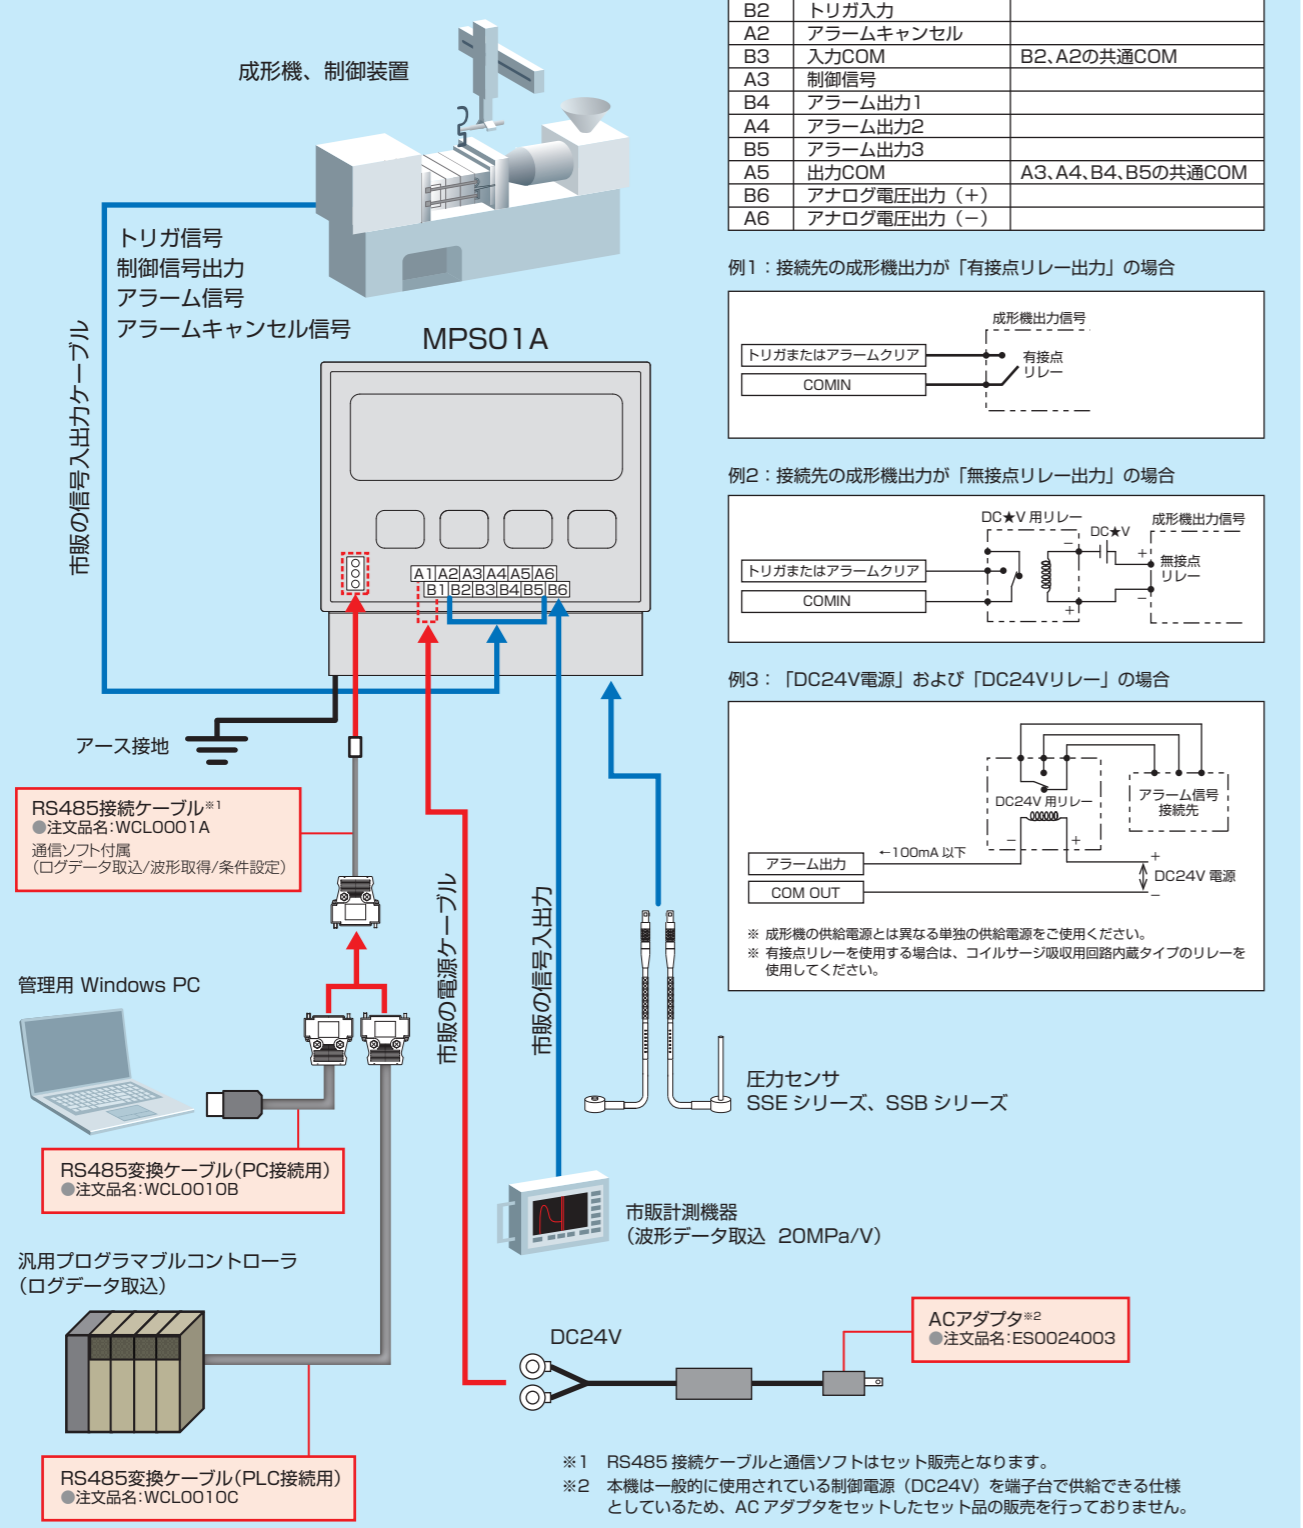 B2 トリガ入力
A2 アラームキャンセル
B3 入力COM B2、A2の共通COM
A3 制御信号
B4 アラーム出力1
A4 アラーム出力2
B5 アラーム出力3
A5 出力COM A3、A4、B4、B5の共通COM
B6 アナログ電圧出力（＋）
A6 アナログ電圧出力（－）
成形機、制御装置
トリガ信号
制御信号出力
アラーム信号
アラームキャンセル信号
市販の信号入出力ケーブル
MPS01A
A1 A2 A3 A4 A5 A6
B1 B2 B3 B4 B5 B6
アース接地
RS485接続ケーブル※1
●注文品名：WCL0001A
通信ソフト付属
（ログデータ取込/波形取得/条件設定）
管理用 Windows PC
RS485変換ケーブル（PC接続用）
●注文品名：WCL0010B
汎用プログラマブルコントローラ
（ログデータ取込）
RS485変換ケーブル（PLC接続用）
●注文品名：WCL0010C
市販の電源ケーブル
市販の信号入出力
圧力センサ
SSE シリーズ、SSB シリーズ
市販計測機器
（波形データ取込 20MPa/V）
DC24V
ACアダプタ※2
●注文品名：ES0024003
例1：接続先の成形機出力が「有接点リレー出力」の場合
成形機出力信号
トリガまたはアラームクリア
COMIN
有接点
リレー
例2：接続先の成形機出力が「無接点リレー出力」の場合
DC★V 用リレー
DC★V
成形機出力信号
トリガまたはアラームクリア
COMIN
－
＋
＋
－
無接点
リレー
例3：「DC24V電源」および「DC24Vリレー」の場合
DC24V 用リレー
アラーム信号
接続先
－
＋
アラーム出力
←100mA 以下
COM OUT
＋
DC24V 電源
－
※ 成形機の供給電源とは異なる単独の供給電源をご使用ください。
※ 有接点リレーを使用する場合は、コイルサージ吸収用回路内蔵タイプのリレーを
使用してください。
※1 RS485 接続ケーブルと通信ソフトはセット販売となります。
※2 本機は一般的に使用されている制御電源（DC24V）を端子台で供給できる仕様
としているため、AC アダプタをセットしたセット品の販売を行っておりません。